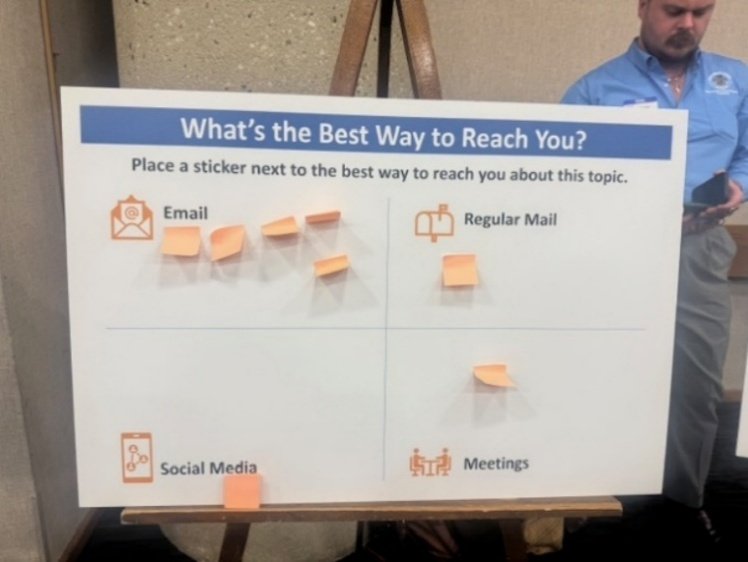 What's the Best Way to Reach You?
Place a sticker next to the best way to reach you about this topic.
Email
Regular Mail
Social Media
Meetings